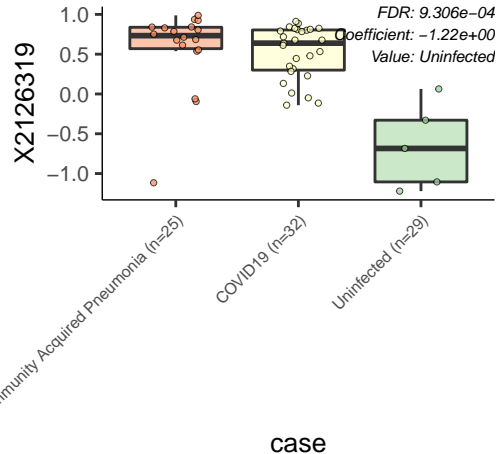 FDR: 9.306e−04
Coefficient: −1.22e+00
Value: Uninfected
X2126319
1.0
0.5
0.0
−0.5
−1.0
Acquired Pneumonia (n=25)
COVID19 (n=32)
Uninfected (n=29)
case